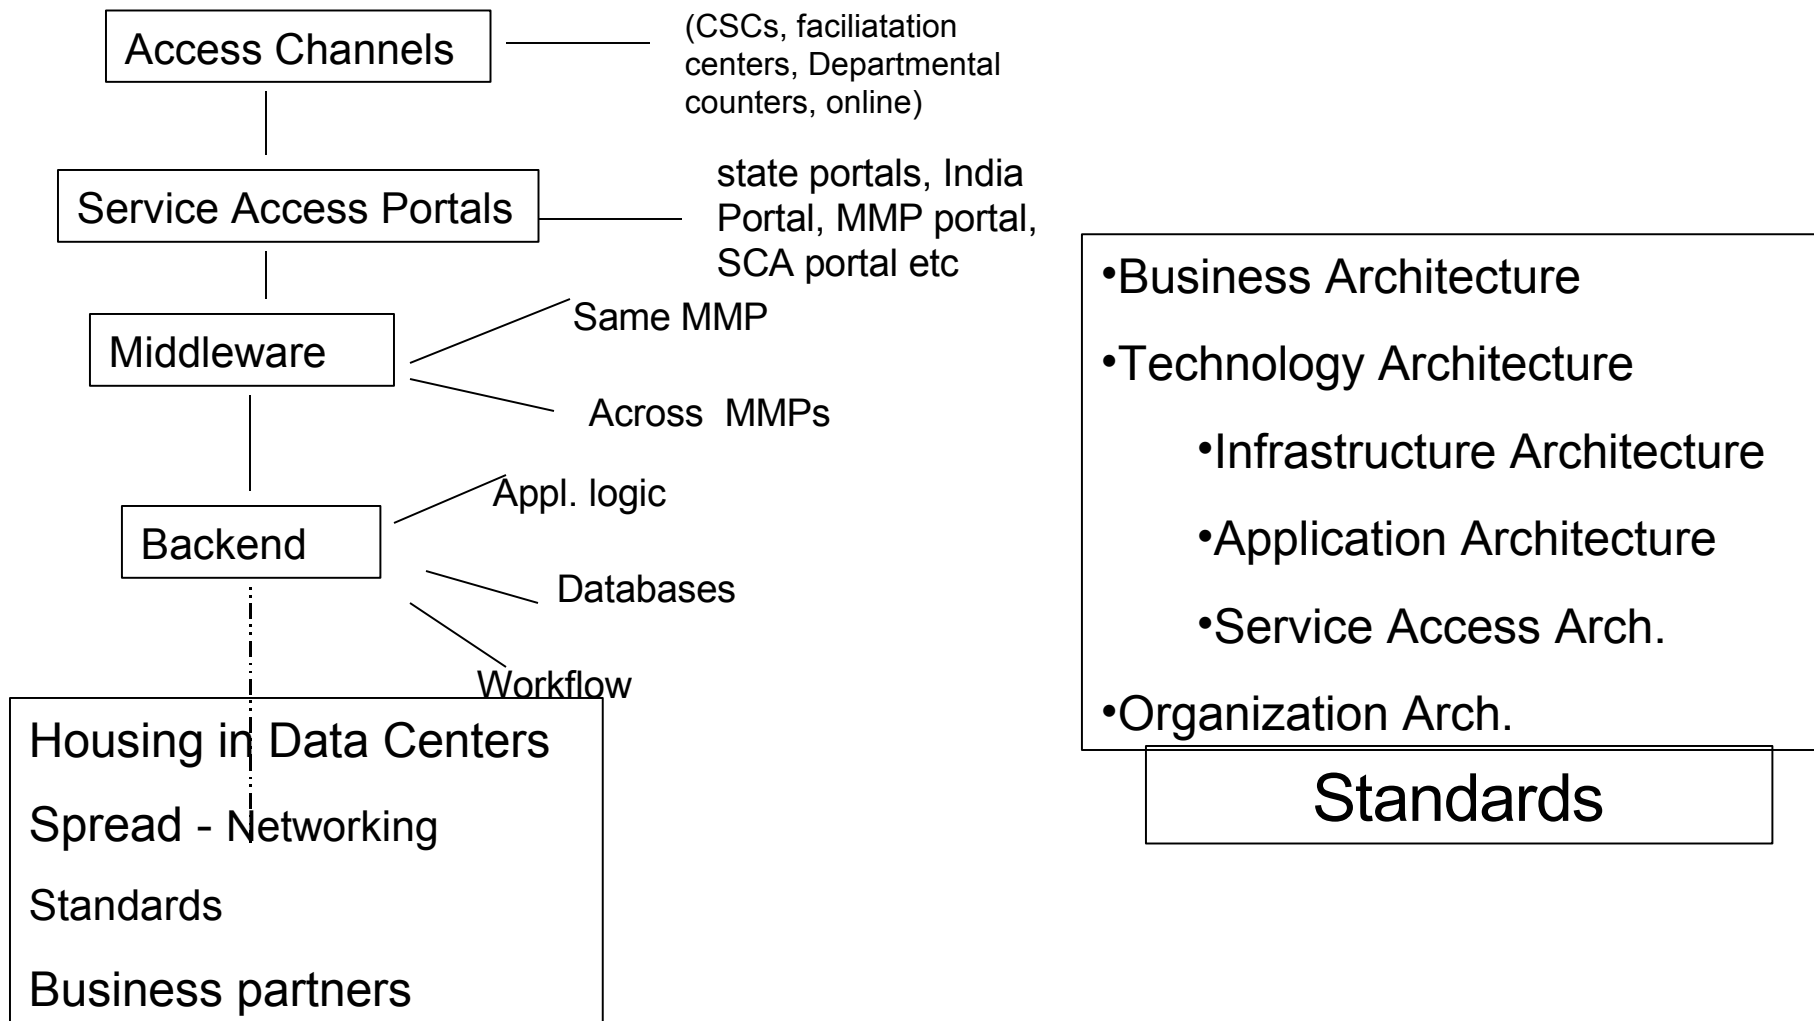 Access Channels
(CSCs, faciliatation
centers, Departmental
counters, online)
Service Access Portals
state portals, India
Portal, MMP portal,
SCA portal etc
Middleware
Same MMP
Across MMPs
Backend
Appl. logic
Databases
Workflow
Housing in Data Centers
Spread - Networking
Standards
Business partners
•Business Architecture
•Technology Architecture
•Infrastructure Architecture
•Application Architecture
•Service Access Arch.
•Organization Arch.
Standards